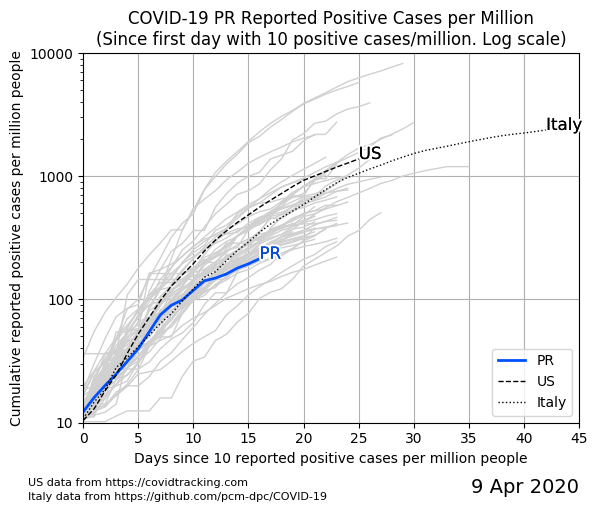 COVID-19 PR Reported Positive Cases per Million
(Since first day with 10 positive cases/million. Log scale)
Cumulative reported positive cases per million people
10000
1000
100
10
Italy
US
PR
PR
US
Italy
0 5 10 15 20 25 30 35 40 45
Days since 10 reported positive cases per million people
US data from https://covidtracking.com
Italy data from https://github.com/pcm-dpc/COVID-19
9 Apr 2020